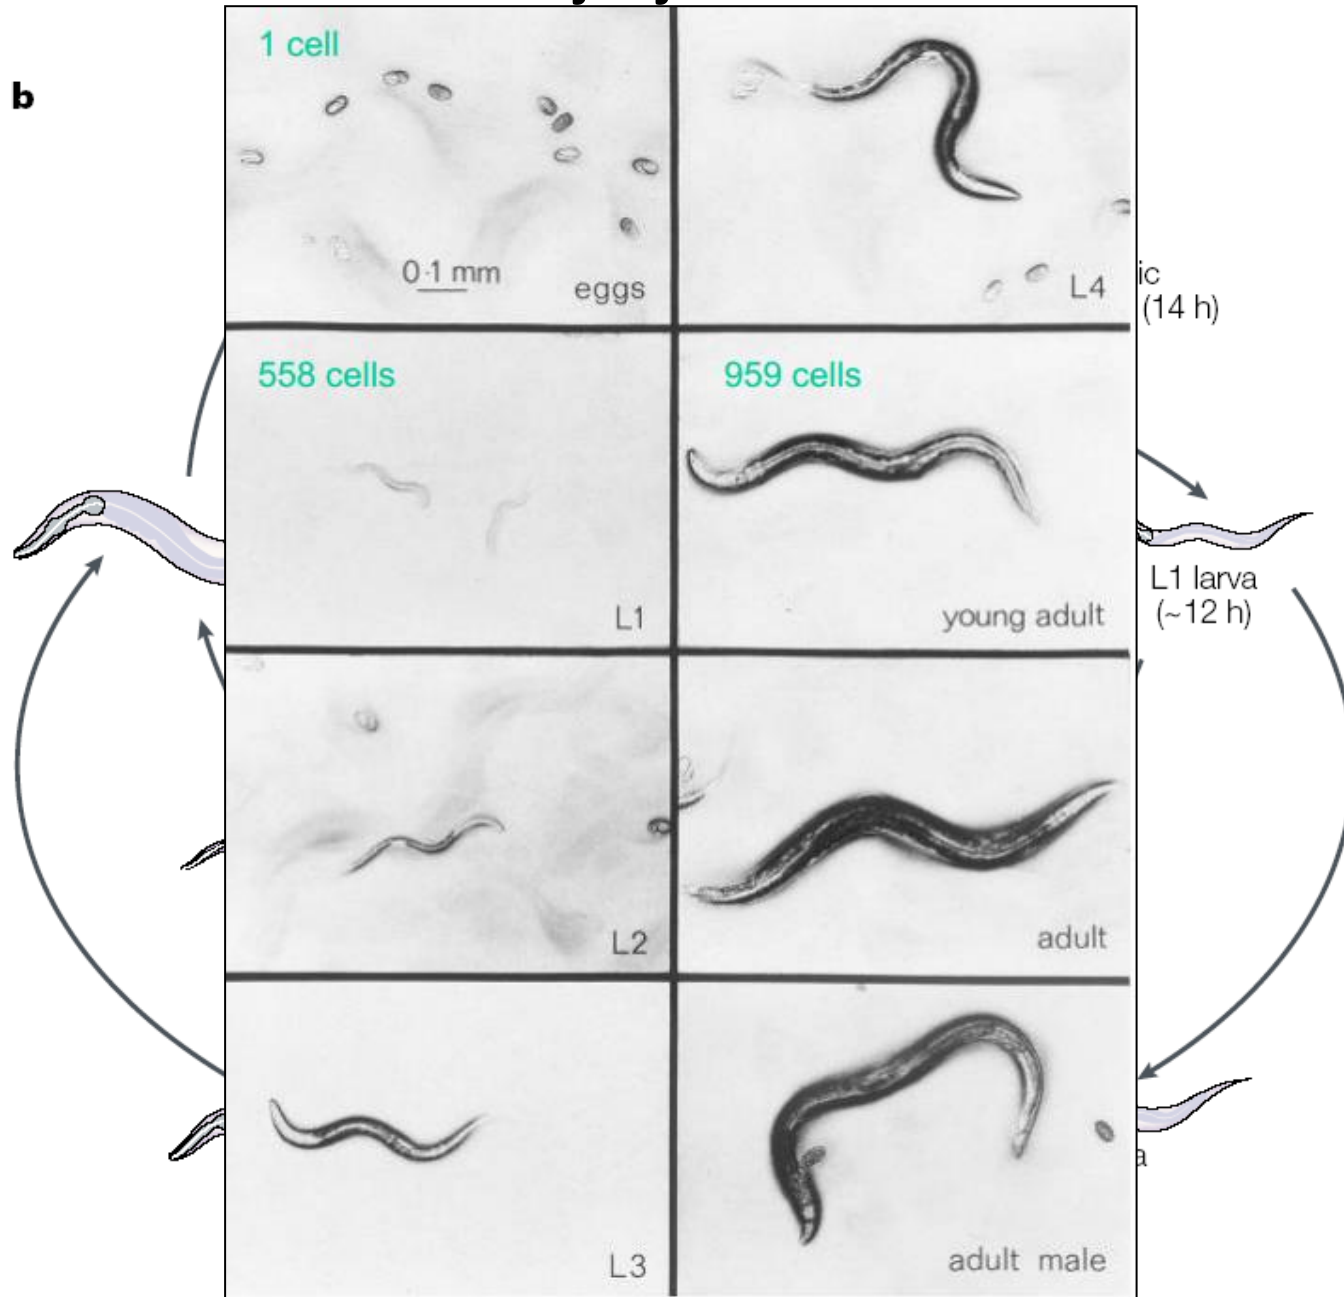 b
1 cell
0·1 mm
eggs
L4
ic
(14 h)
558 cells
959 cells
L1
young adult
L1 larva
(~12 h)
L2
adult
L3
adult male
a